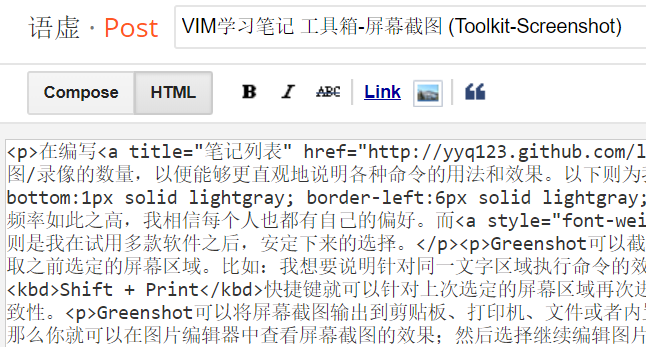 语虚 · Post
VIM学习笔记 工具箱-屏幕截图 (Toolkit-Screenshot)
Compose HTML B I ABC Link
<p>在编写<a title="笔记列表" href="http://yyq123.github.com/l
图/录像的数量，以便能够更直观地说明各种命令的用法和效果。以下则为
bottom:1px solid lightgray; border-left:6px solid lightgray;
频率如此之高，我相信每个人也都有自己的偏好。而<a style="font-wei
则是我在试用多款软件之后，安定下来的选择。</p><p>Greenshot可以截
取之前选定的屏幕区域。比如：我想要说明针对同一文字区域执行命令的效
<kbd>Shift + Print</kbd>快捷键就可以针对上次选定的屏幕区域再次进
致性。<p>Greenshot可以将屏幕截图输出到剪贴板、打印机、文件或者内
那么你就可以在图片编辑器中查看屏幕截图的效果；然后选择继续编辑图片